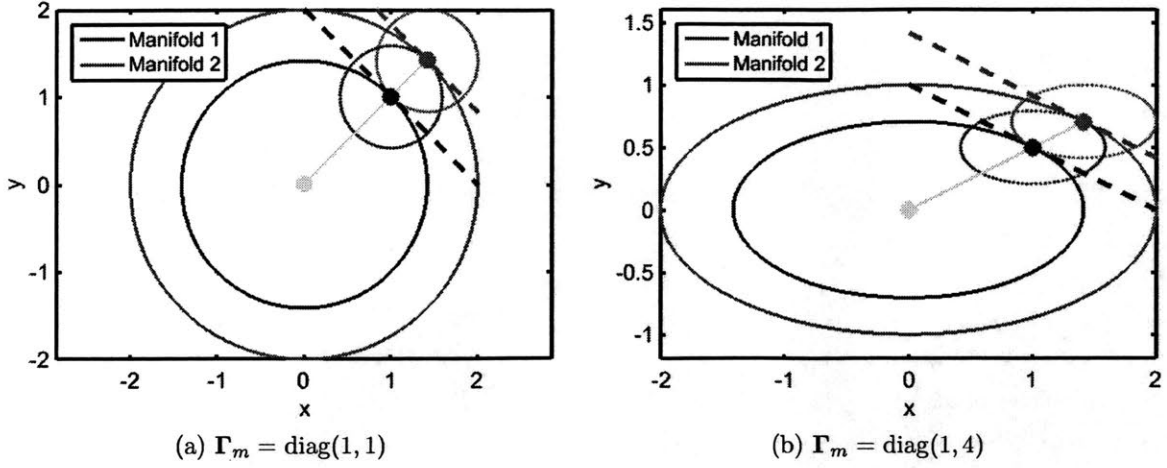 2
1
0
-1
-2
y
Manifold 1
Manifold 2
-2
-1
0
1
2
x
(a) Γₘ = diag(1, 1)
1.5
1
0.5
0
-0.5
-1
y
Manifold 1
Manifold 2
-2
-1
0
1
2
x
(b) Γₘ = diag(1, 4)